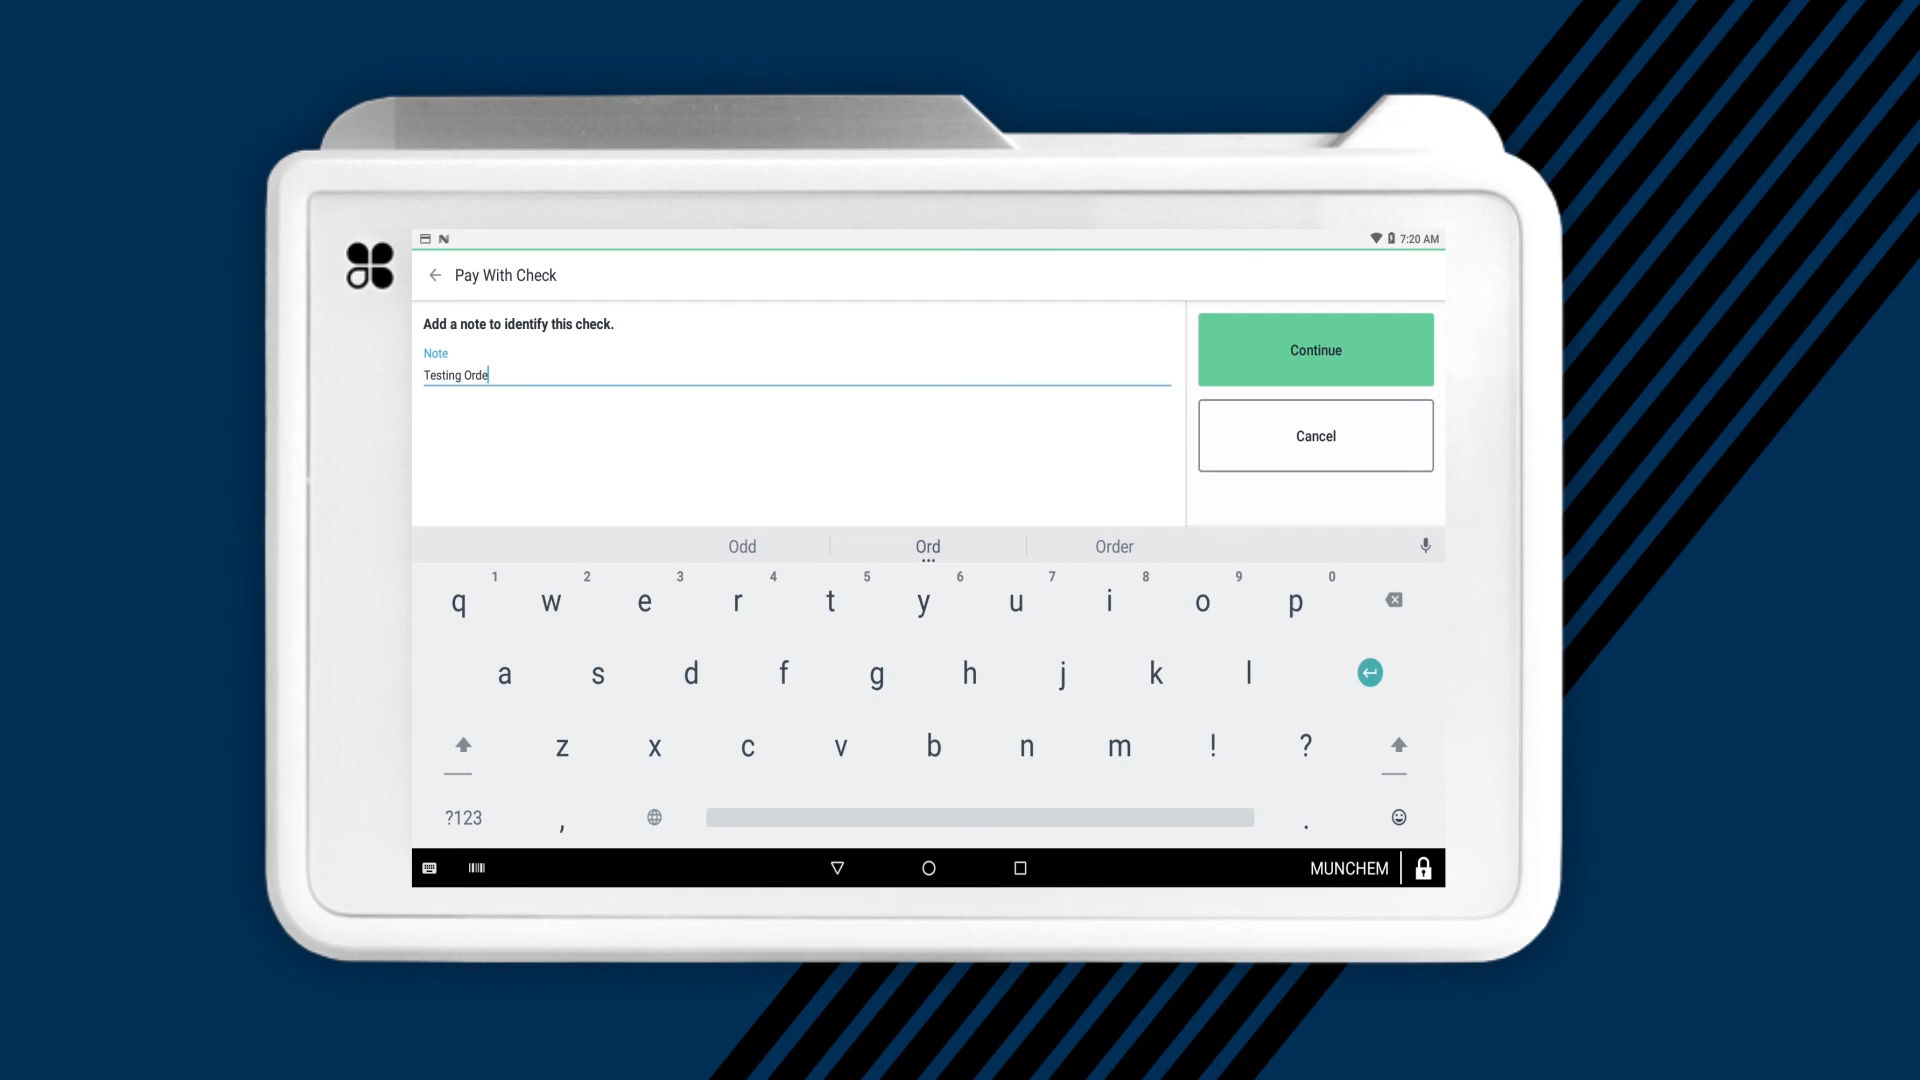 7:20 AM
Pay With Check
Add a note to identify this check.
Note
Testing Orde
Continue
Cancel
Odd Ord Order
1 2 3 4 5 6 7 8 9 0
q w e r t y u i o p
a s d f g h j k l
z x c v b n m ! ?
?123 , .
MUNCHEM